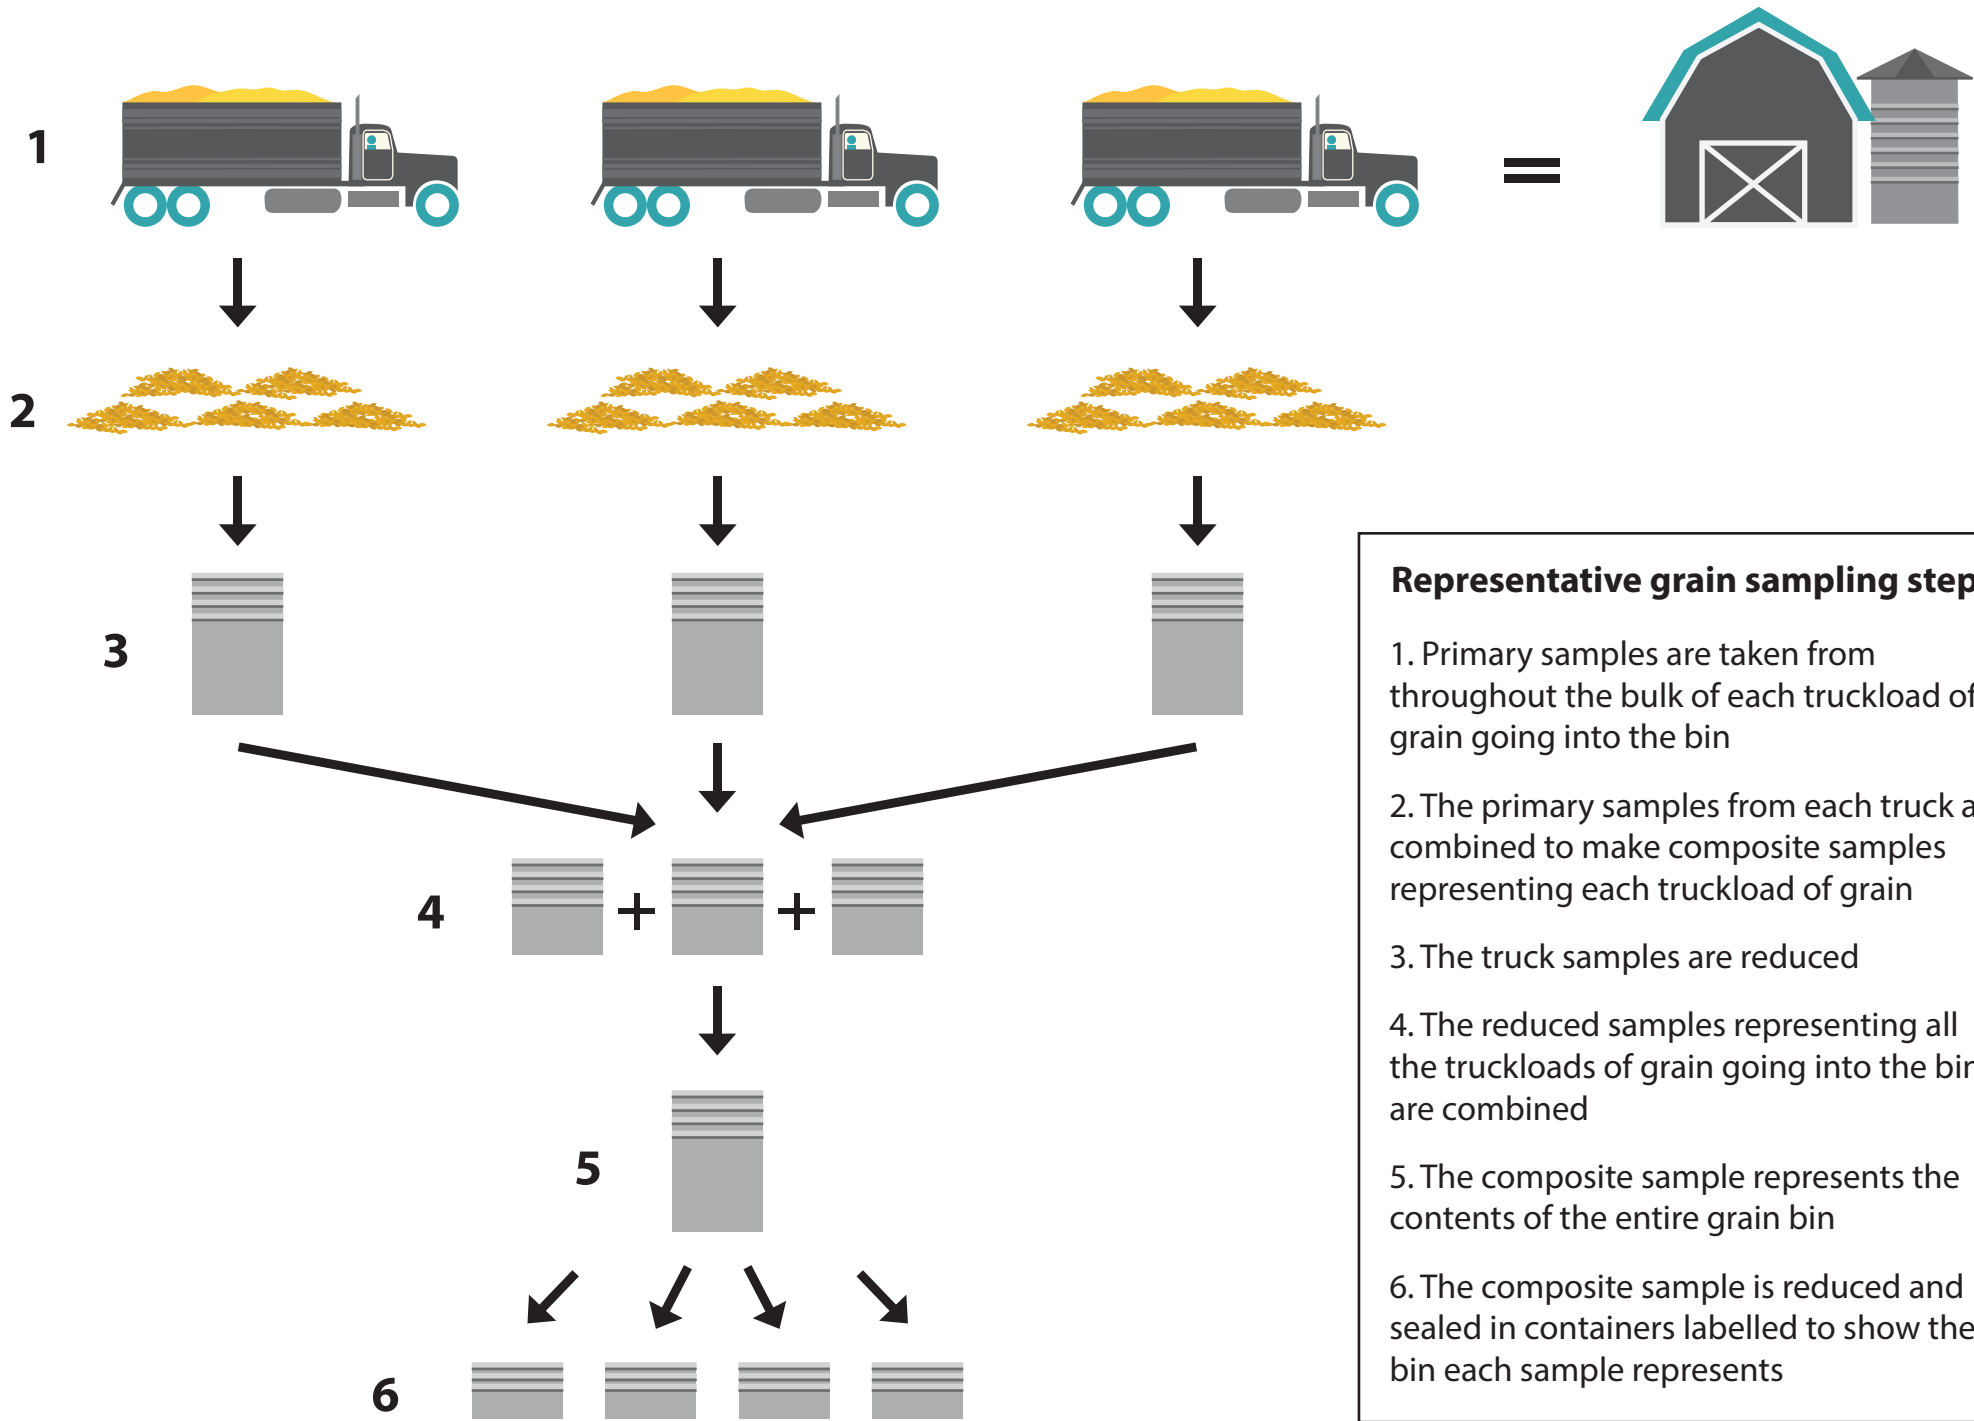 1
=
2
3
4
+
+
5
6
Representative grain sampling step
1. Primary samples are taken from
throughout the bulk of each truckload of
grain going into the bin
2. The primary samples from each truck a
combined to make composite samples
representing each truckload of grain
3. The truck samples are reduced
4. The reduced samples representing all
the truckloads of grain going into the bin
are combined
5. The composite sample represents the
contents of the entire grain bin
6. The composite sample is reduced and
sealed in containers labelled to show the
bin each sample represents